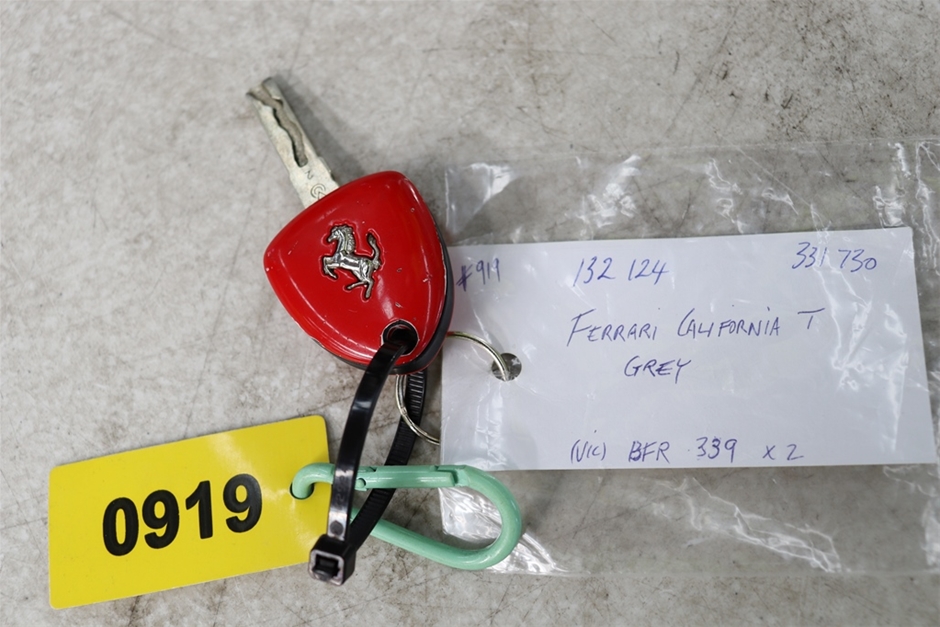 #919 132 124 331 730
FERRARI CALIFORNIA T
GREY
(VIC) BFR 339 x 2
0919